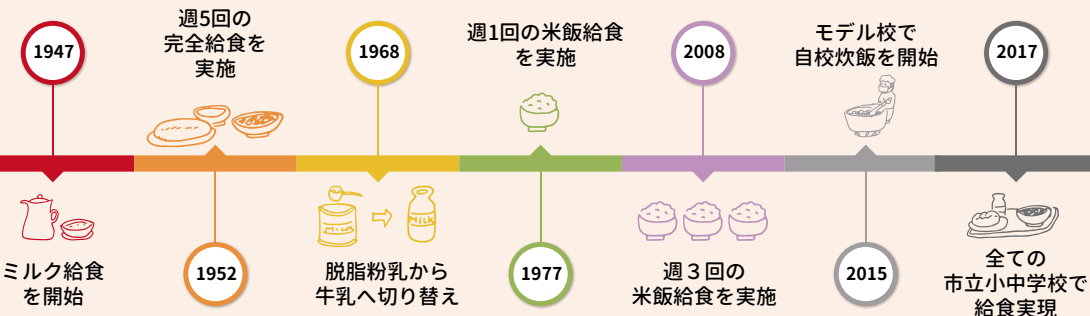 1947
ミルク給食
を開始
週5回の
完全給食を
実施
1952
1968
MILK
MILK
脱脂粉乳から
牛乳へ切り替え
週1回の米飯給食
を実施
1977
2008
週３回の
米飯給食を実施
モデル校で
自校炊飯を開始
2015
2017
全ての
市立小中学校で
給食実現